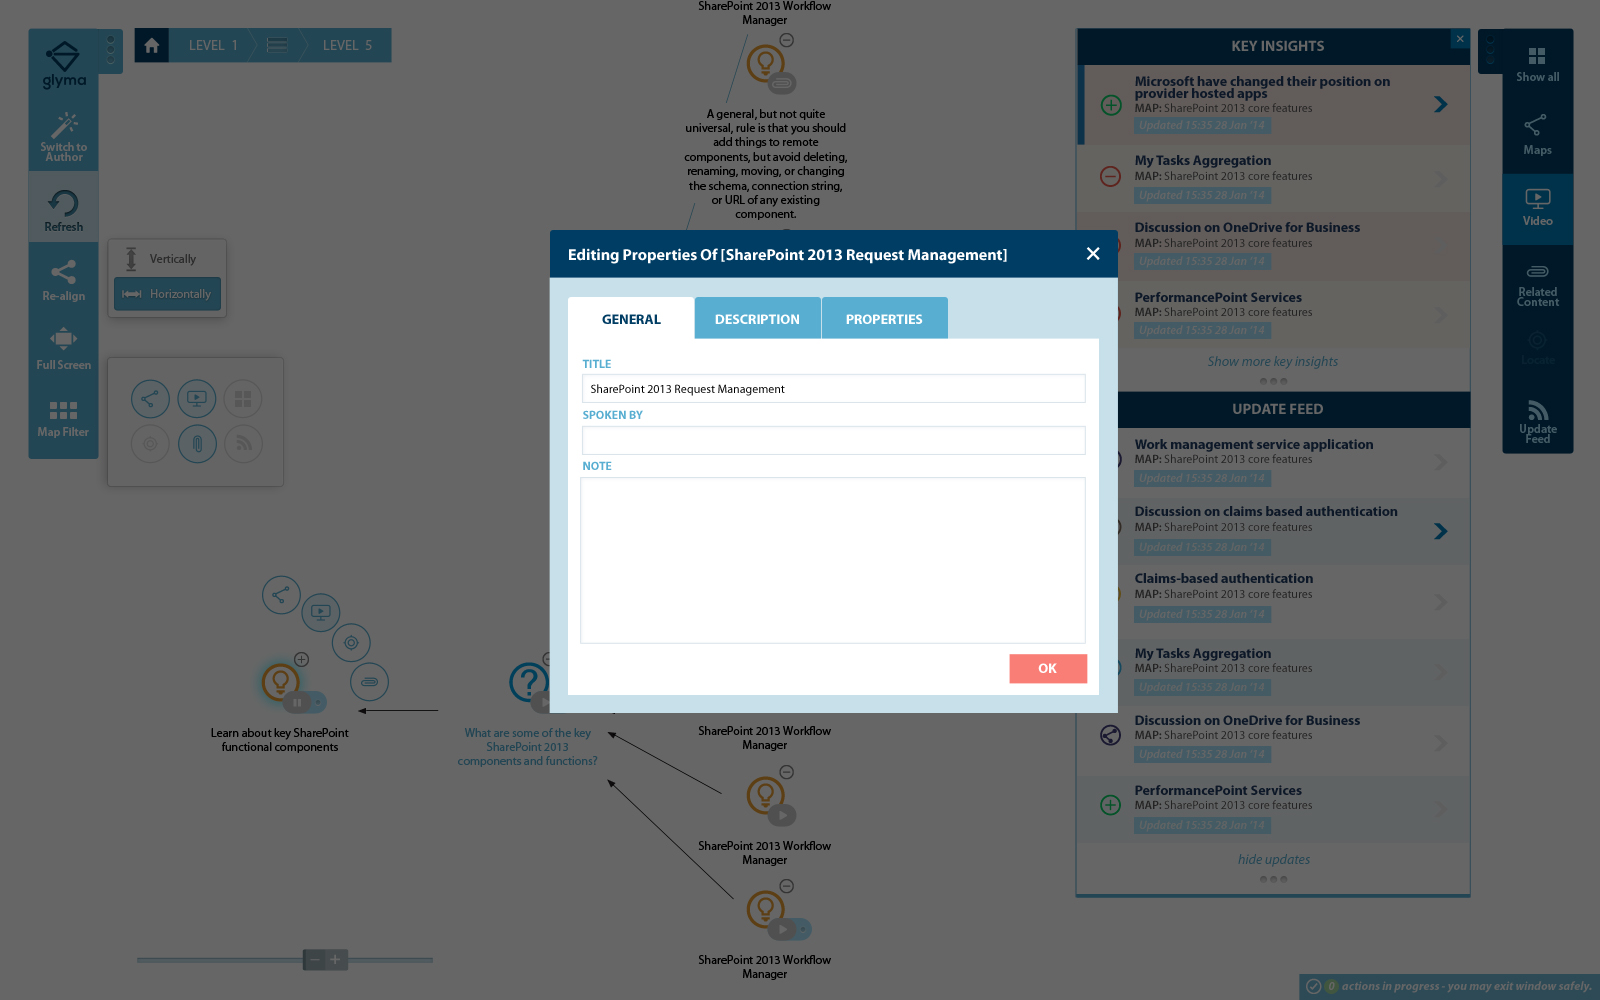 glyma
Switch to
Author
Refresh
Re-align
Full Screen
Map Filter
LEVEL 1
LEVEL 5
Vertically
Horizontally
SharePoint 2013 Workflow
Manager
A general, but not quite
universal, rule is that you should
add things to remote
components, but avoid deleting,
renaming, moving, or changing
the schema, connection string,
or URL of any existing
component.
Editing Properties Of [SharePoint 2013 Request Management]
GENERAL
DESCRIPTION
PROPERTIES
TITLE
SharePoint 2013 Request Management
SPOKEN BY
NOTE
OK
Learn about key SharePoint
functional components
What are some of the key
SharePoint 2013
components and functions?
SharePoint 2013 Workflow
Manager
SharePoint 2013 Workflow
Manager
SharePoint 2013 Workflow
Manager
KEY INSIGHTS
Microsoft have changed their position on
provider hosted apps
MAP: SharePoint 2013 core features
Updated 15:35 28 Jan '14
My Tasks Aggregation
MAP: SharePoint 2013 core features
Updated 15:35 28 Jan '14
Discussion on OneDrive for Business
MAP: SharePoint 2013 core features
Updated 15:35 28 Jan '14
PerformancePoint Services
MAP: SharePoint 2013 core features
Updated 15:35 28 Jan '14
Show more key insights
UPDATE FEED
Work management service application
MAP: SharePoint 2013 core features
Updated 15:35 28 Jan '14
Discussion on claims based authentication
MAP: SharePoint 2013 core features
Updated 15:35 28 Jan '14
Claims-based authentication
MAP: SharePoint 2013 core features
Updated 15:35 28 Jan '14
My Tasks Aggregation
MAP: SharePoint 2013 core features
Updated 15:35 28 Jan '14
Discussion on OneDrive for Business
MAP: SharePoint 2013 core features
Updated 15:35 28 Jan '14
PerformancePoint Services
MAP: SharePoint 2013 core features
Updated 15:35 28 Jan '14
hide updates
Show all
Maps
Video
Related
Content
Locate
Update
Feed
0 actions in progress - you may exit window safely.